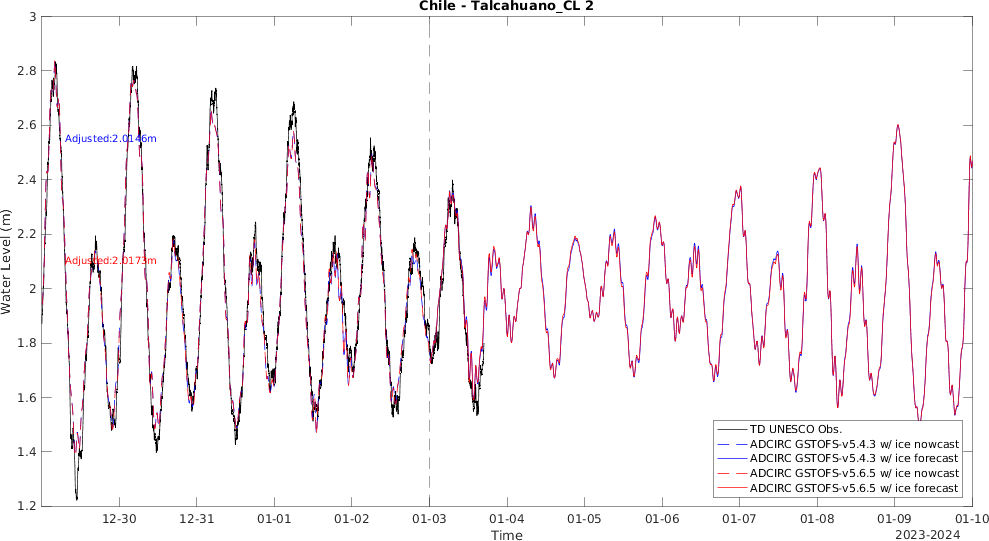 Chile - Talcahuano_CL 2
Water Level (m)
3
2.8
2.6
2.4
2.2
2
1.8
1.6
1.4
1.2
Adjusted:2.0146m
Adjusted:2.0173m
TD UNESCO Obs.
ADCIRC GSTOFS-v5.4.3 w/ ice nowcast
ADCIRC GSTOFS-v5.4.3 w/ ice forecast
ADCIRC GSTOFS-v5.6.5 w/ ice nowcast
ADCIRC GSTOFS-v5.6.5 w/ ice forecast
12-30 12-31 01-01 01-02 01-03 01-04 01-05 01-06 01-07 01-08 01-09 01-10
Time
2023-2024